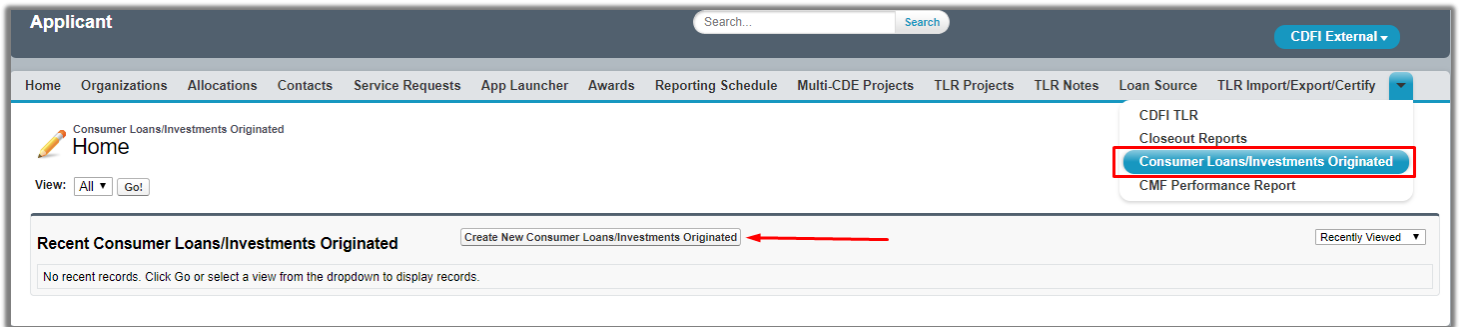 Applicant
Search... Search
CDFI External
Home Organizations Allocations Contacts Service Requests App Launcher Awards Reporting Schedule Multi-CDE Projects TLR Projects TLR Notes Loan Source TLR Import/Export/Certify
CDFI TLR
Closeout Reports
Consumer Loans/Investments Originated
CMF Performance Report
Consumer Loans/Investments Originated
Home
View: All Go!
Recent Consumer Loans/Investments Originated Create New Consumer Loans/Investments Originated Recently Viewed
No recent records. Click Go or select a view from the dropdown to display records.